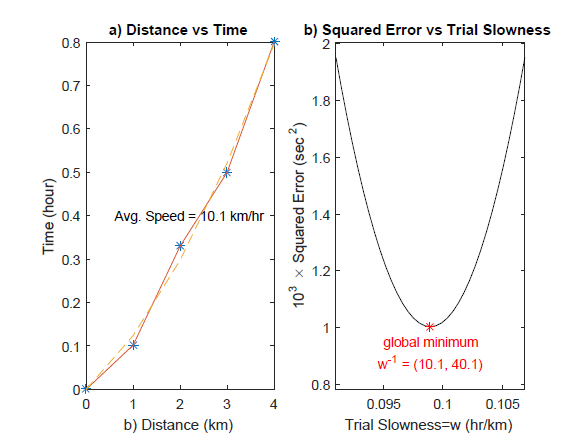 a) Distance vs Time
0.8
0.7
0.6
0.5
0.4
0.3
0.2
0.1
0
Time (hour)
Avg. Speed = 10.1 km/hr
0 1 2 3 4
b) Distance (km)
b) Squared Error vs Trial Slowness
2
1.8
1.6
1.4
1.2
1
0.8
10³ × Squared Error (sec²)
global minimum
w⁻¹ = (10.1, 40.1)
0.095 0.1 0.105
Trial Slowness=w (hr/km)